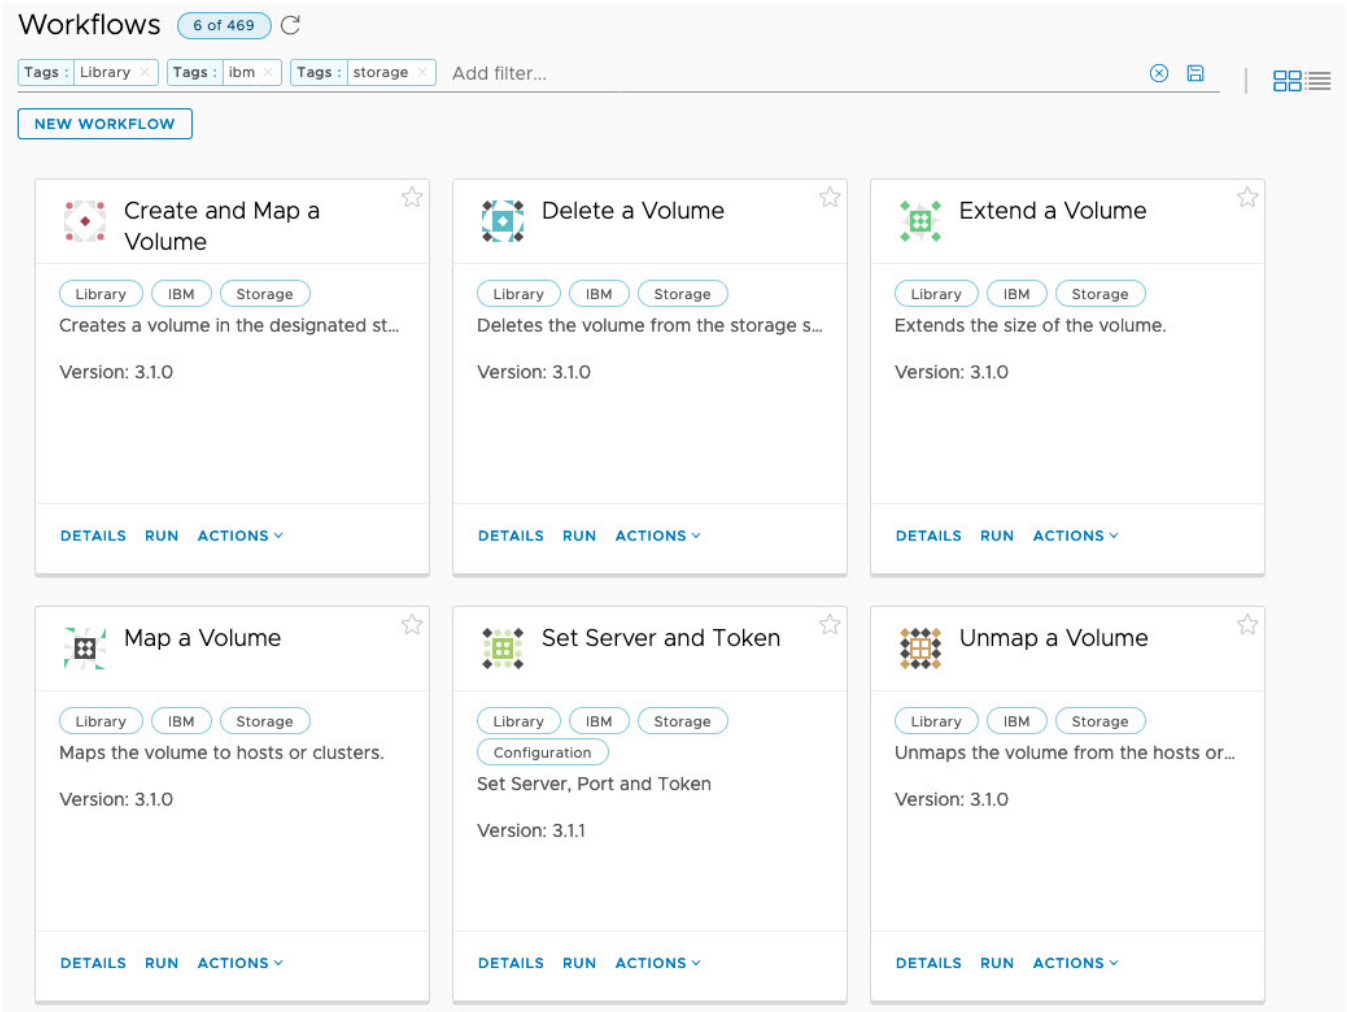 Workflows 6 of 469
Tags : Library × Tags : ibm × Tags : storage × Add filter...
NEW WORKFLOW
Create and Map a
Volume
Library IBM Storage
Creates a volume in the designated st...
Version: 3.1.0
DETAILS RUN ACTIONS
Delete a Volume
Library IBM Storage
Deletes the volume from the storage s...
Version: 3.1.0
DETAILS RUN ACTIONS
Extend a Volume
Library IBM Storage
Extends the size of the volume.
Version: 3.1.0
DETAILS RUN ACTIONS
Map a Volume
Library IBM Storage
Maps the volume to hosts or clusters.
Version: 3.1.0
DETAILS RUN ACTIONS
Set Server and Token
Library IBM Storage
Configuration
Set Server, Port and Token
Version: 3.1.1
DETAILS RUN ACTIONS
Unmap a Volume
Library IBM Storage
Unmaps the volume from the hosts or...
Version: 3.1.0
DETAILS RUN ACTIONS